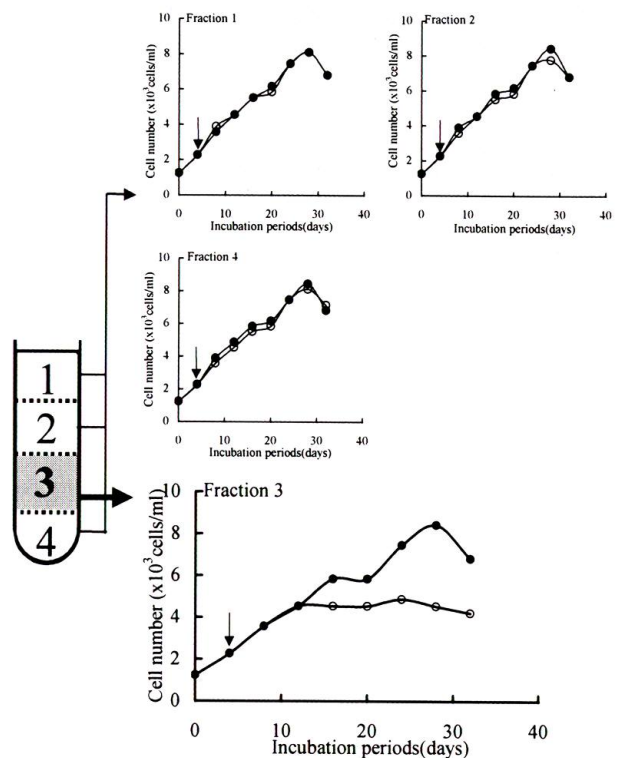 Fraction 1
Cell number (x10³cells/ml)
10
8
6
4
2
0
0 10 20 30 40
Incubation periods(days)
Fraction 2
Cell number (x10³cells/ml)
10
8
6
4
2
0
0 10 20 30 40
Incubation periods(days)
Fraction 4
Cell number (x10³cells/ml)
10
8
6
4
2
0
0 10 20 30 40
Incubation periods(days)
1
2
3
4
Fraction 3
Cell number (x10³cells/ml)
10
8
6
4
2
0
0 10 20 30 40
Incubation periods(days)